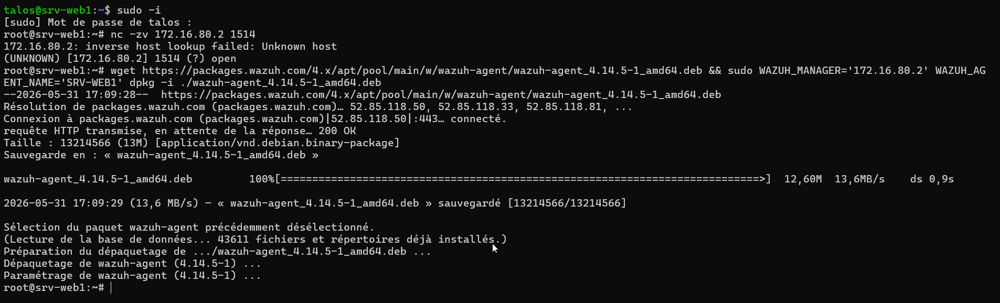 talos@srv-web1:~$ sudo -i
[sudo] Mot de passe de talos :
root@srv-web1:~# nc -zv 172.16.80.2 1514
172.16.80.2: inverse host lookup failed: Unknown host
(UNKNOWN) [172.16.80.2] 1514 (?) open
root@srv-web1:~# wget https://packages.wazuh.com/4.x/apt/pool/main/w/wazuh-agent/wazuh-agent_4.14.5-1_amd64.deb && sudo WAZUH_MANAGER='172.16.80.2' WAZUH_AG
ENT_NAME='SRV-WEB1' dpkg -i ./wazuh-agent_4.14.5-1_amd64.deb
--2026-05-31 17:09:28--  https://packages.wazuh.com/4.x/apt/pool/main/w/wazuh-agent/wazuh-agent_4.14.5-1_amd64.deb
Résolution de packages.wazuh.com (packages.wazuh.com)… 52.85.118.50, 52.85.118.33, 52.85.118.81, ...
Connexion à packages.wazuh.com (packages.wazuh.com)|52.85.118.50|:443… connecté.
requête HTTP transmise, en attente de la réponse… 200 OK
Taille : 13214566 (13M) [application/vnd.debian.binary-package]
Sauvegarde en : « wazuh-agent_4.14.5-1_amd64.deb »
wazuh-agent_4.14.5-1_amd64.deb         100%[============================================================================>]  12,60M  13,6MB/s    ds 0,9s
2026-05-31 17:09:29 (13,6 MB/s) — « wazuh-agent_4.14.5-1_amd64.deb » sauvegardé [13214566/13214566]
Sélection du paquet wazuh-agent précédemment désélectionné.
(Lecture de la base de données... 43611 fichiers et répertoires déjà installés.)
Préparation du dépaquetage de .../wazuh-agent_4.14.5-1_amd64.deb ...
Dépaquetage de wazuh-agent (4.14.5-1) ...
Paramétrage de wazuh-agent (4.14.5-1) ...
root@srv-web1:~#